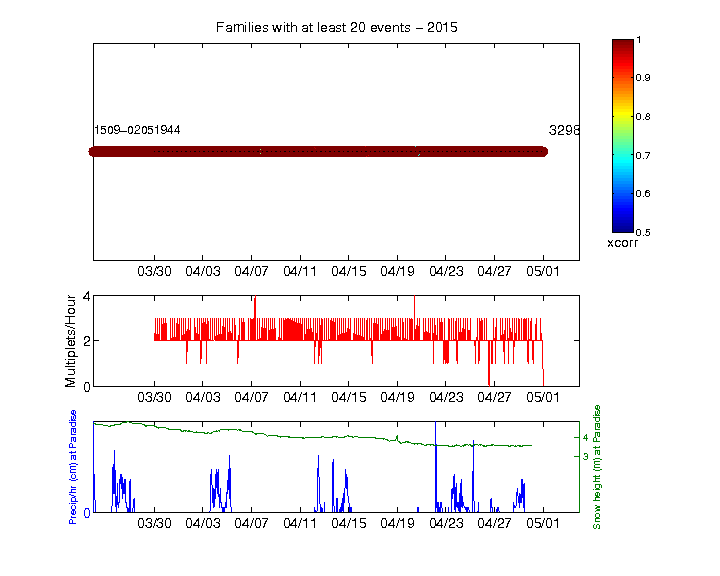 Families with at least 20 events − 2015
1509−02051944
3298
1
0.9
0.8
0.7
0.6
0.5
xcorr
03/30 04/03 04/07 04/11 04/15 04/19 04/23 04/27 05/01
Multiplets/Hour
4
2
0
03/30 04/03 04/07 04/11 04/15 04/19 04/23 04/27 05/01
Precip/hr (cm) at Paradise
0
4
3
Snow height (m) at Paradise
03/30 04/03 04/07 04/11 04/15 04/19 04/23 04/27 05/01